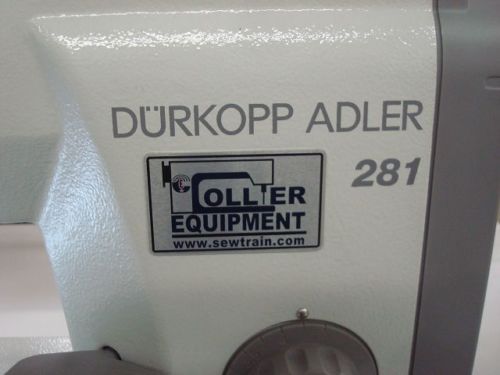 DÜRKOPP ADLER
281
COLLIER
EQUIPMENT
www.sewtrain.com